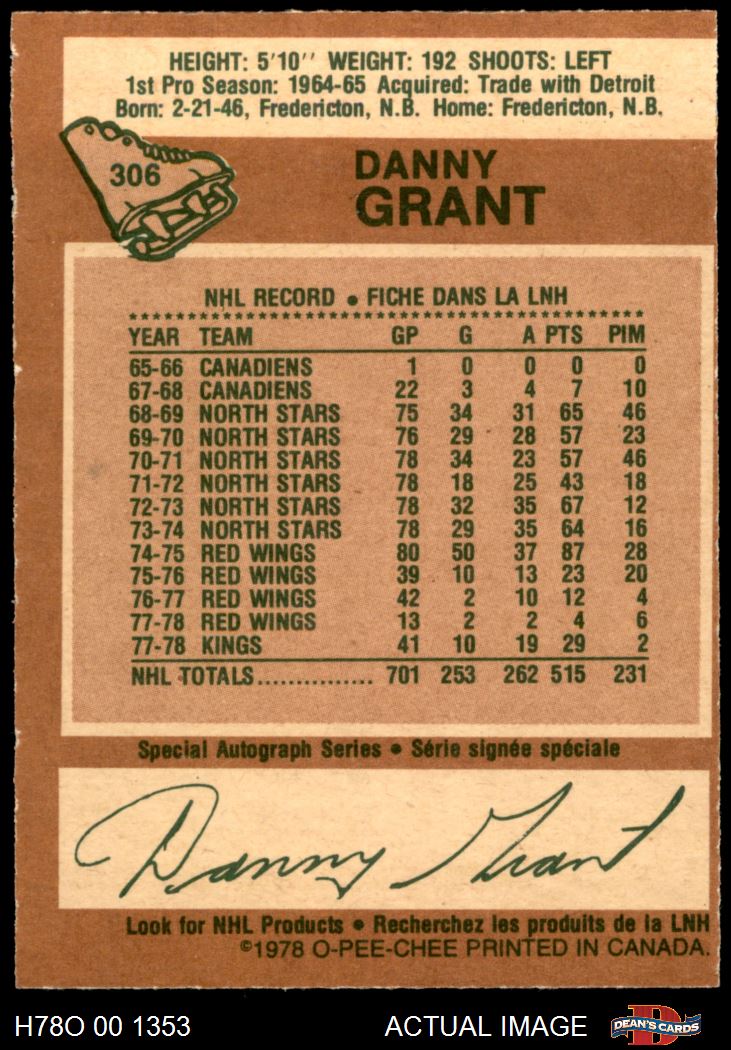 HEIGHT: 5'10'' WEIGHT: 192 SHOOTS: LEFT
1st Pro Season: 1964-65 Acquired: Trade with Detroit
Born: 2-21-46, Fredericton, N.B. Home: Fredericton, N.B.
306
DANNY
GRANT
NHL RECORD • FICHE DANS LA LNH
YEAR TEAM GP G A PTS PIM
65-66 CANADIENS 1 0 0 0 0
67-68 CANADIENS 22 3 4 7 10
68-69 NORTH STARS 75 34 31 65 46
69-70 NORTH STARS 76 29 28 57 23
70-71 NORTH STARS 78 34 23 57 46
71-72 NORTH STARS 78 18 25 43 18
72-73 NORTH STARS 78 32 35 67 12
73-74 NORTH STARS 78 29 35 64 16
74-75 RED WINGS 80 50 37 87 28
75-76 RED WINGS 39 10 13 23 20
76-77 RED WINGS 42 2 10 12 4
77-78 RED WINGS 13 2 2 4 6
77-78 KINGS 41 10 19 29 2
NHL TOTALS............... 701 253 262 515 231
Special Autograph Series • Série signée spéciale
Danny Grant
Look for NHL Products • Recherchez les produits de la LNH
©1978 O-PEE-CHEE PRINTED IN CANADA.
H78O 00 1353 ACTUAL IMAGE D DEAN'S CARDS